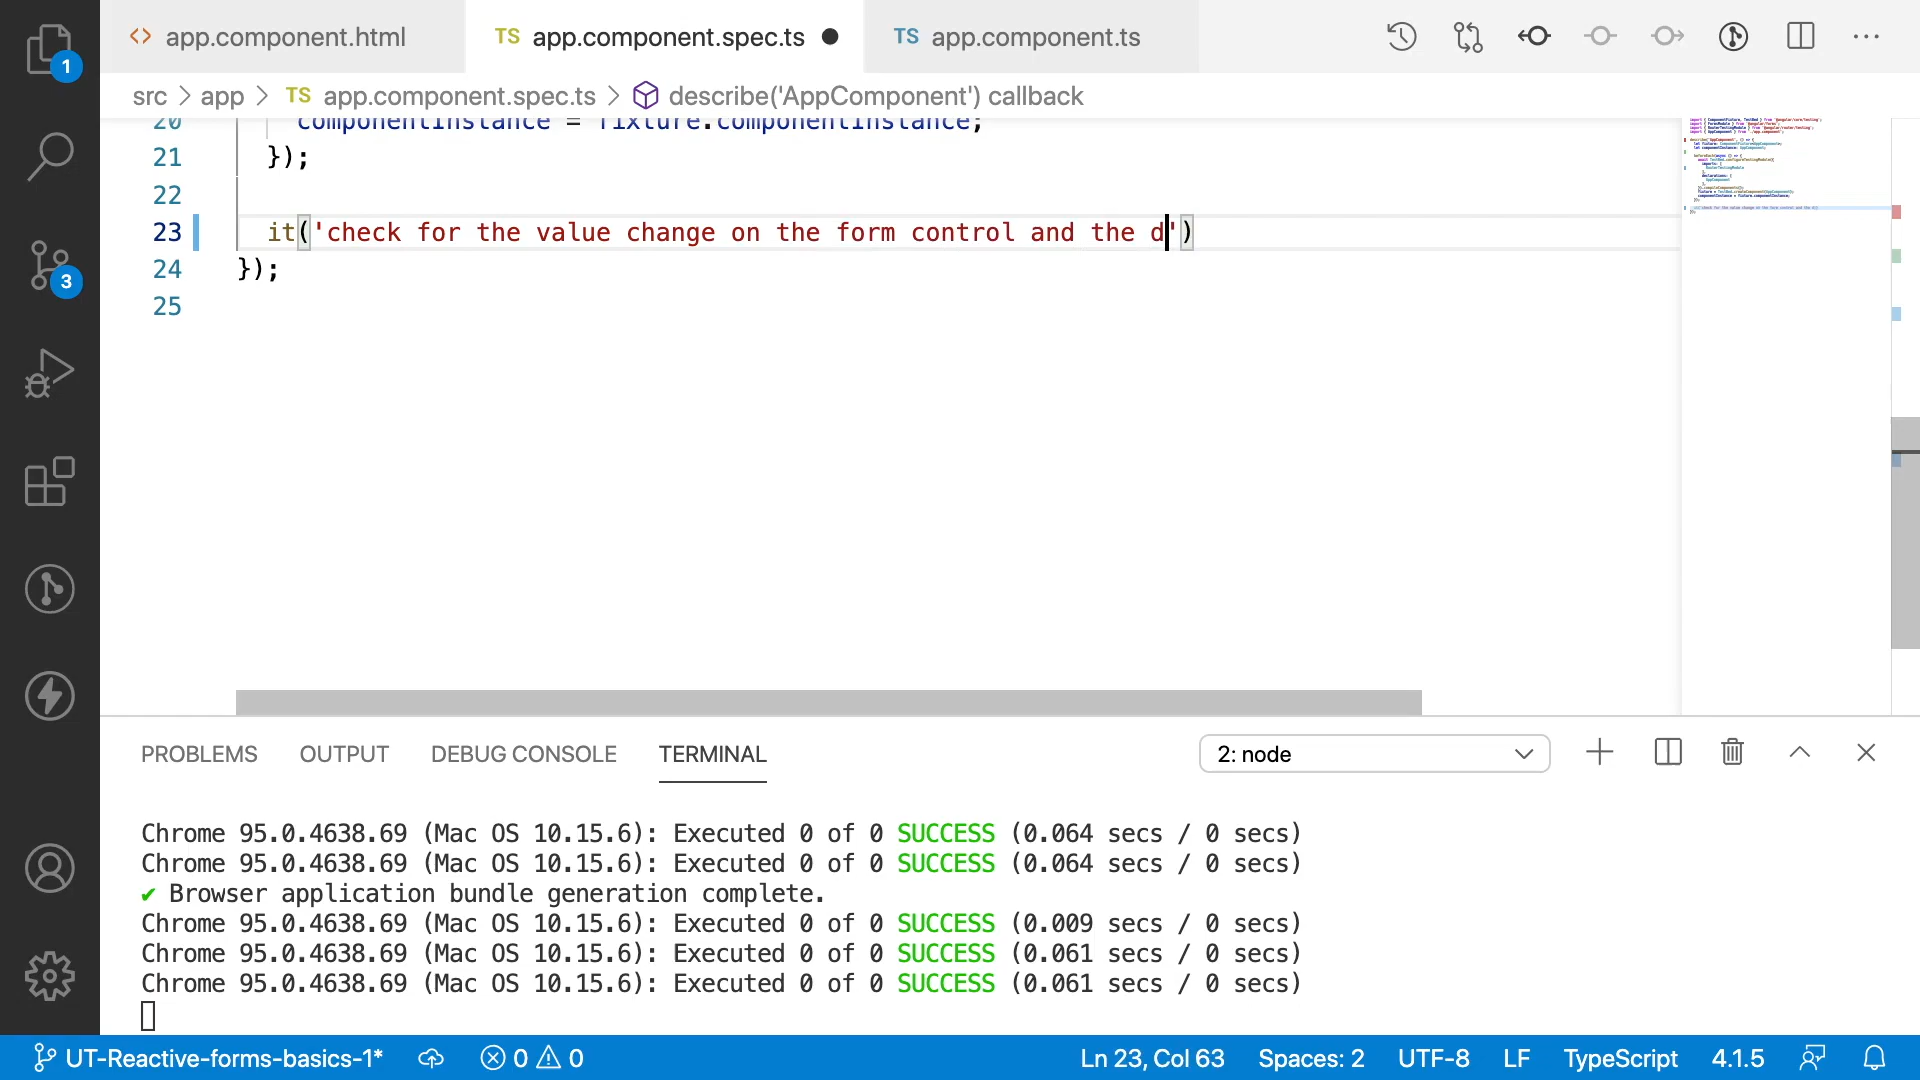 1
<> app.component.html
TS app.component.spec.ts
TS app.component.ts
src > app > TS app.component.spec.ts > describe('AppComponent') callback
20 componentInstance = fixture.componentInstance;
21 });
22
23 it('check for the value change on the form control and the d')
24 });
25
3
PROBLEMS OUTPUT DEBUG CONSOLE TERMINAL 2: node
Chrome 95.0.4638.69 (Mac OS 10.15.6): Executed 0 of 0 SUCCESS (0.064 secs / 0 secs)
Chrome 95.0.4638.69 (Mac OS 10.15.6): Executed 0 of 0 SUCCESS (0.064 secs / 0 secs)
✔ Browser application bundle generation complete.
Chrome 95.0.4638.69 (Mac OS 10.15.6): Executed 0 of 0 SUCCESS (0.009 secs / 0 secs)
Chrome 95.0.4638.69 (Mac OS 10.15.6): Executed 0 of 0 SUCCESS (0.061 secs / 0 secs)
Chrome 95.0.4638.69 (Mac OS 10.15.6): Executed 0 of 0 SUCCESS (0.061 secs / 0 secs)
UT-Reactive-forms-basics-1* 0 0 Ln 23, Col 63 Spaces: 2 UTF-8 LF TypeScript 4.1.5